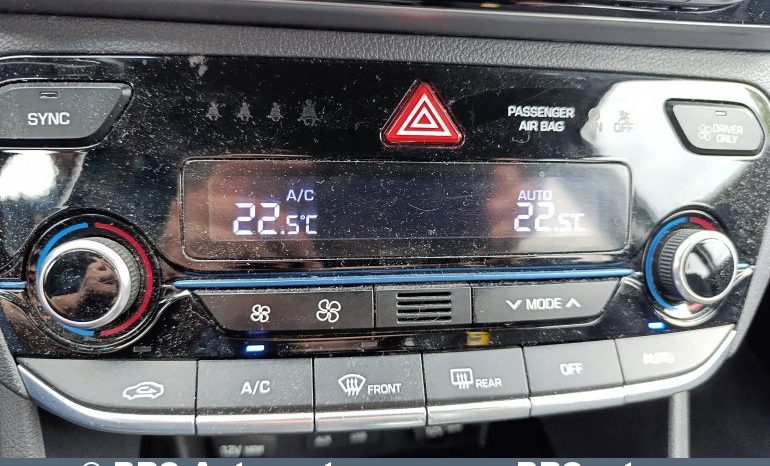 SYNC
PASSENGER
AIR BAG
OFF
DRIVER
ONLY
A/C
AUTO
22.5°C
22.5°C
MODE
A/C
FRONT
REAR
OFF
AUTO